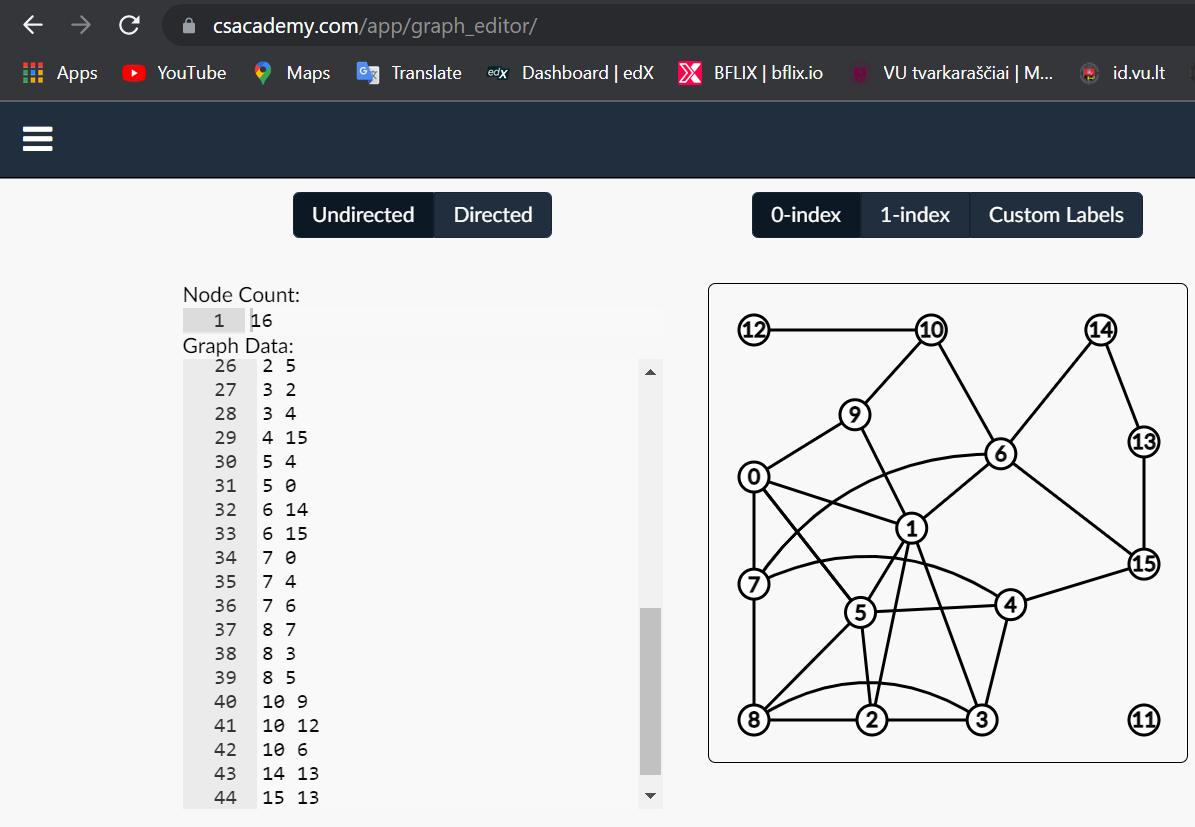 csacademy.com/app/graph_editor/
Apps YouTube Maps Translate edX Dashboard | edX BFLIX | bflix.io VU tvarkaraščiai | M... id.vu.lt
Undirected Directed 0-index 1-index Custom Labels
Node Count:
1 16
Graph Data:
26 2 5
27 3 2
28 3 4
29 4 15
30 5 4
31 5 0
32 6 14
33 6 15
34 7 0
35 7 4
36 7 6
37 8 7
38 8 3
39 8 5
40 10 9
41 10 12
42 10 6
43 14 13
44 15 13
12 10 14
9
13
6
0
1
15
7
4
5
8 2 3 11